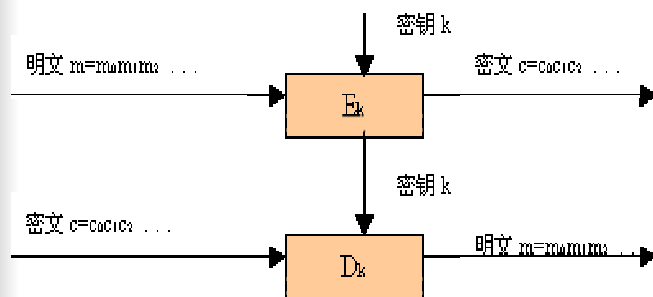 密钥 k
明文 m=m₀m₁m₂ ...
密文 c=c₀c₁c₂ ...
Eₖ
密钥 k
密文 c=c₀c₁c₂ ...
明文 m=m₀m₁m₂ ...
Dₖ